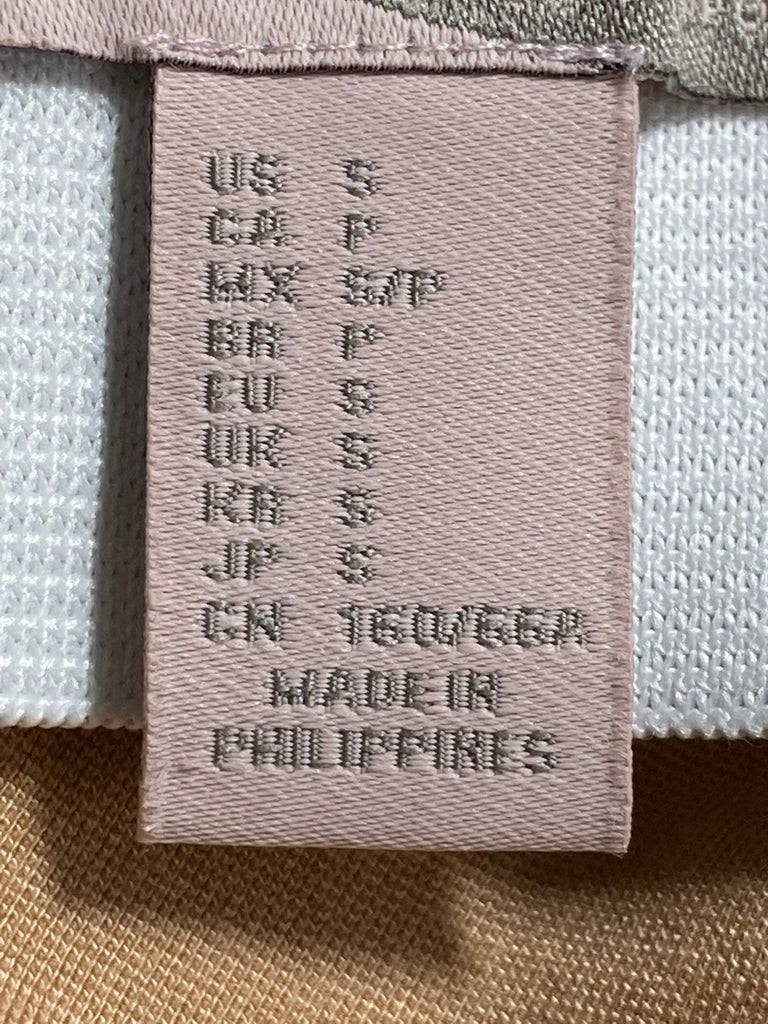 US S
CA P
MX S/P
BR P
EU S
UK S
KR S
JP S
CN 160/66A
MADE IN
PHILIPPINES